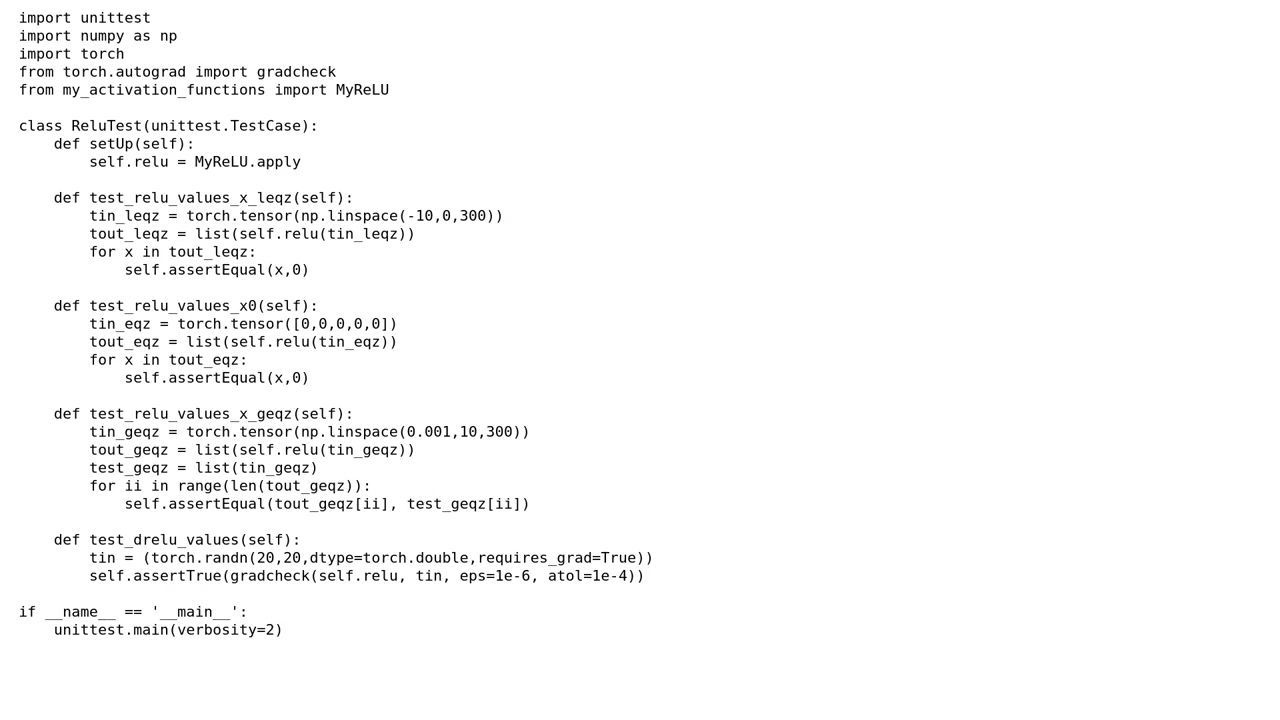 import unittest
import numpy as np
import torch
from torch.autograd import gradcheck
from my_activation_functions import MyReLU

class ReluTest(unittest.TestCase):
    def setUp(self):
        self.relu = MyReLU.apply

    def test_relu_values_x_leqz(self):
        tin_leqz = torch.tensor(np.linspace(-10,0,300))
        tout_leqz = list(self.relu(tin_leqz))
        for x in tout_leqz:
            self.assertEqual(x,0)

    def test_relu_values_x0(self):
        tin_eqz = torch.tensor([0,0,0,0,0])
        tout_eqz = list(self.relu(tin_eqz))
        for x in tout_eqz:
            self.assertEqual(x,0)

    def test_relu_values_x_geqz(self):
        tin_geqz = torch.tensor(np.linspace(0.001,10,300))
        tout_geqz = list(self.relu(tin_geqz))
        test_geqz = list(tin_geqz)
        for ii in range(len(tout_geqz)):
            self.assertEqual(tout_geqz[ii], test_geqz[ii])

    def test_drelu_values(self):
        tin = (torch.randn(20,20,dtype=torch.double,requires_grad=True))
        self.assertTrue(gradcheck(self.relu, tin, eps=1e-6, atol=1e-4))

if __name__ == '__main__':
    unittest.main(verbosity=2)